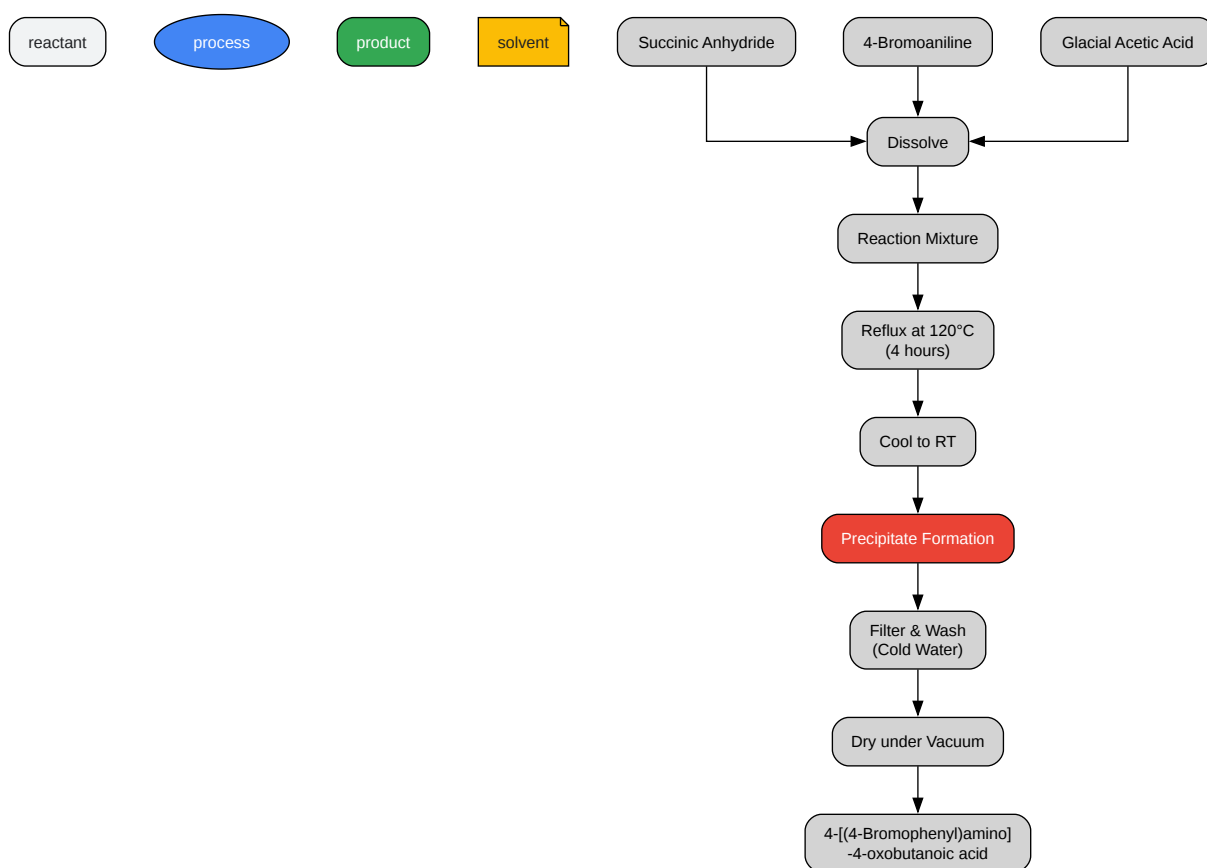 reactant
process
product
solvent
Succinic Anhydride
4-Bromoaniline
Glacial Acetic Acid
Dissolve
Reaction Mixture
Reflux at 120°C
(4 hours)
Cool to RT
Precipitate Formation
Filter & Wash
(Cold Water)
Dry under Vacuum
4-[(4-Bromophenyl)amino]
-4-oxobutanoic acid